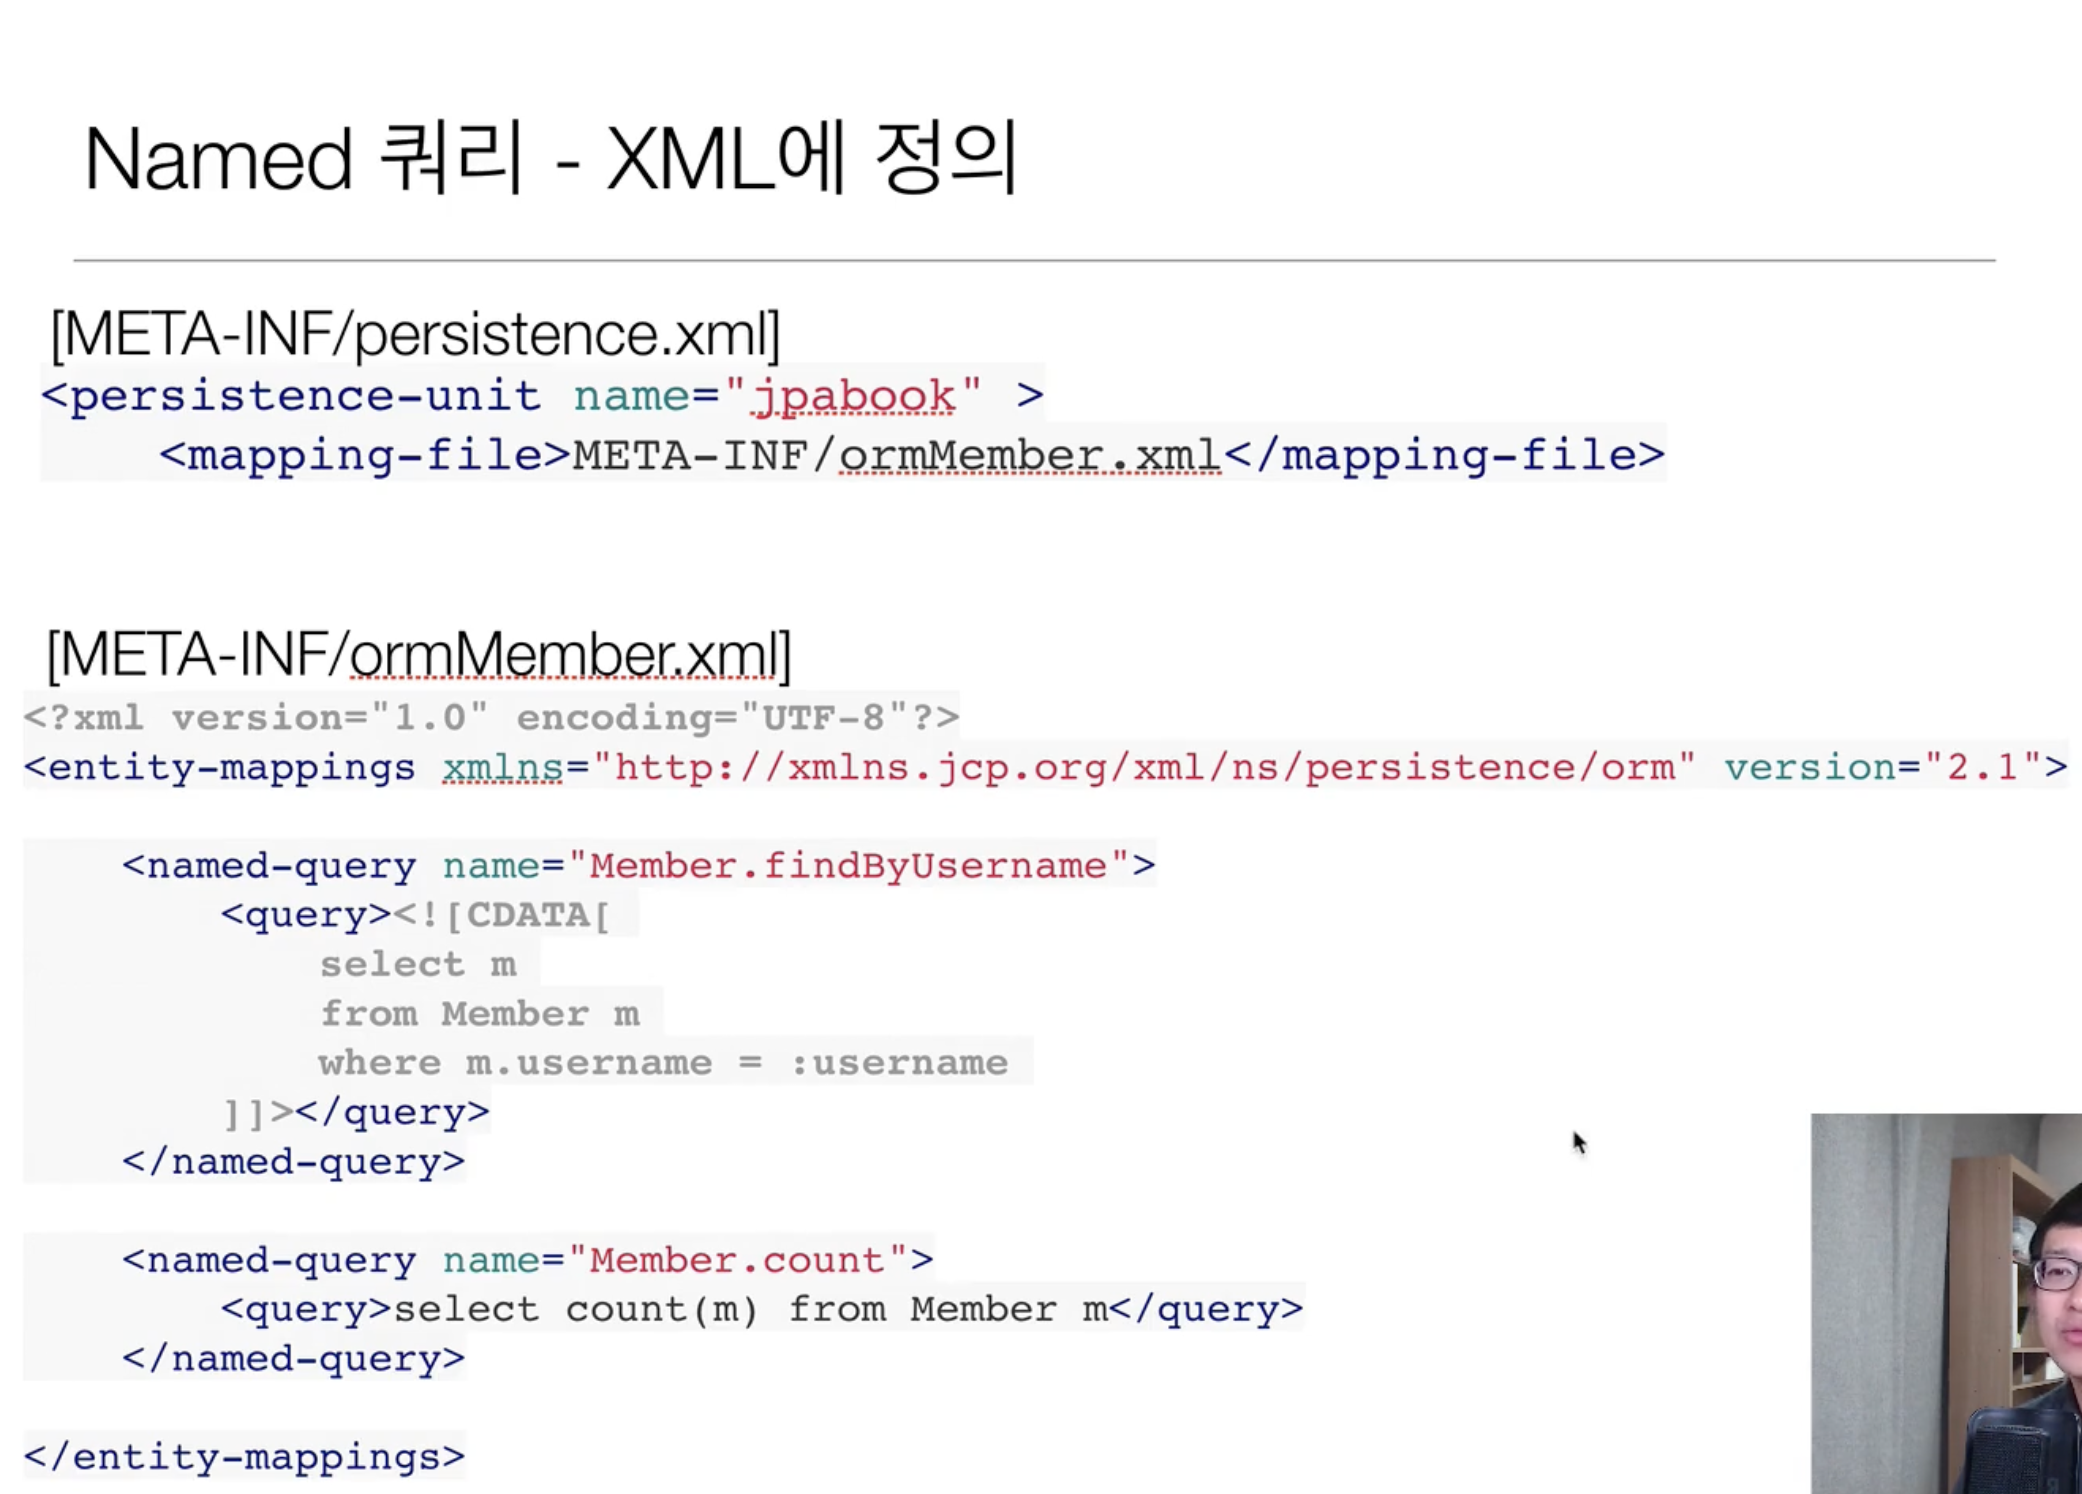 Named 쿼리 - XML에 정의
[META-INF/persistence.xml]
<persistence-unit name="jpabook" >
<mapping-file>META-INF/ormMember.xml</mapping-file>
[META-INF/ormMember.xml]
<?xml version="1.0" encoding="UTF-8"?>
<entity-mappings xmlns="http://xmlns.jcp.org/xml/ns/persistence/orm" version="2.1">
<named-query name="Member.findByUsername">
<query><![CDATA[
select m
from Member m
where m.username = :username
]]></query>
</named-query>
<named-query name="Member.count">
<query>select count(m) from Member m</query>
</named-query>
</entity-mappings>